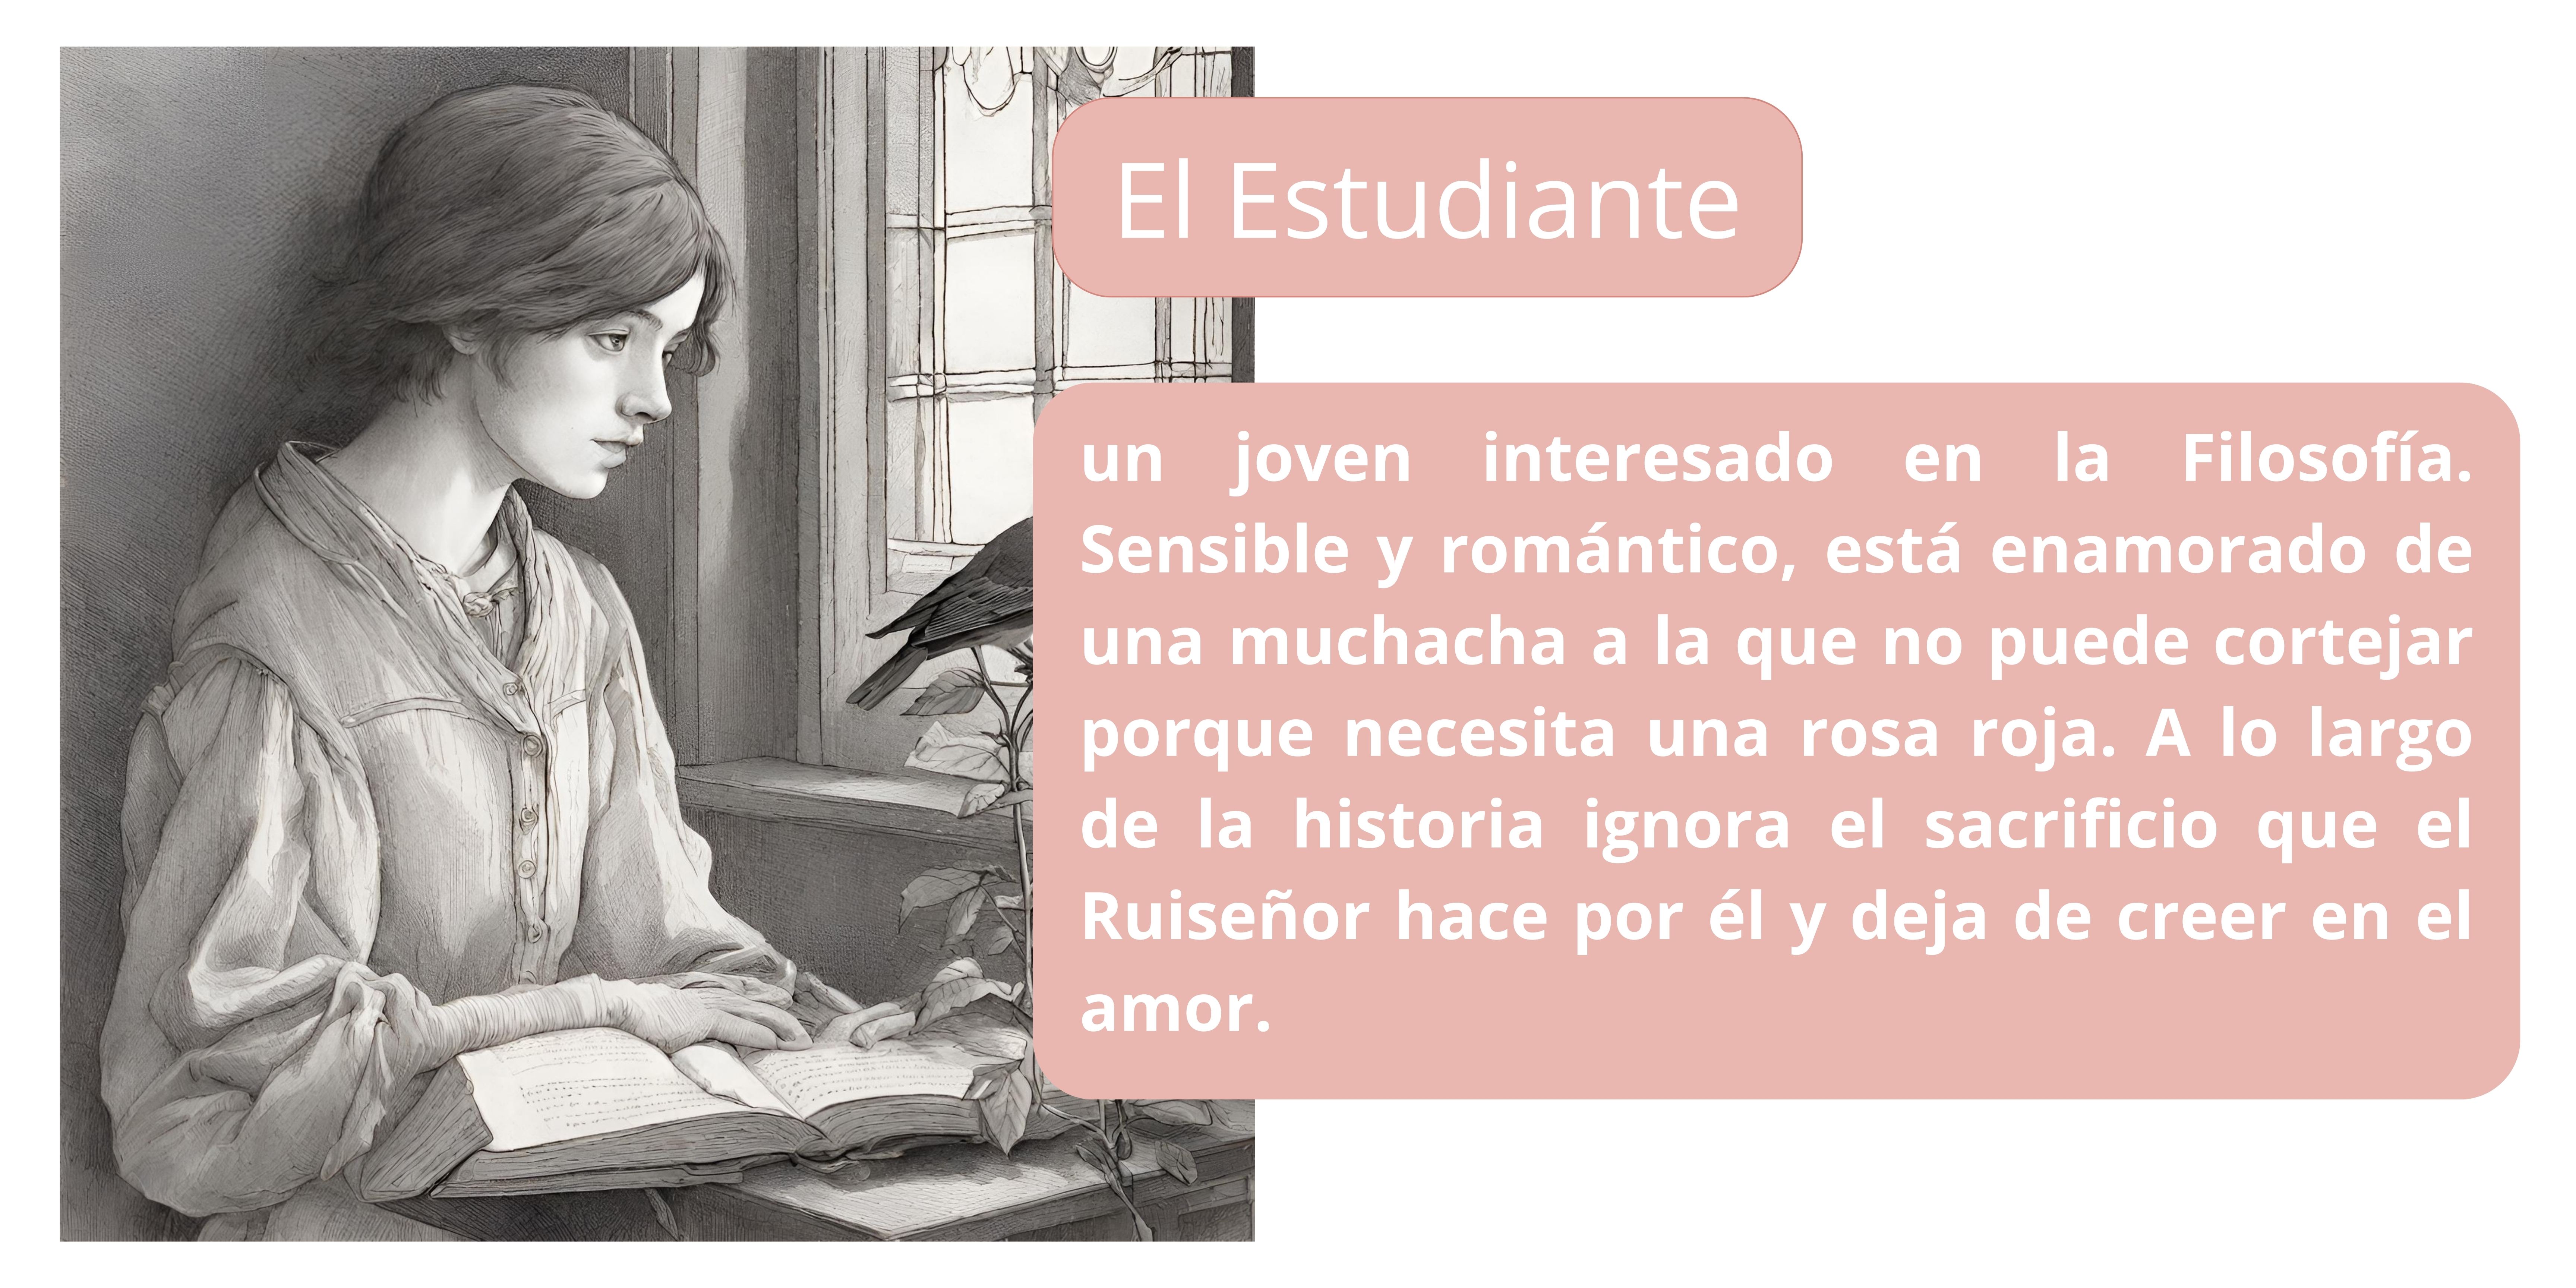 El Estudiante
un joven interesado en la Filosofía.
Sensible y romántico, está enamorado de
una muchacha a la que no puede cortejar
porque necesita una rosa roja. A lo largo
de la historia ignora el sacrificio que el
Ruiseñor hace por él y deja de creer en el
amor.